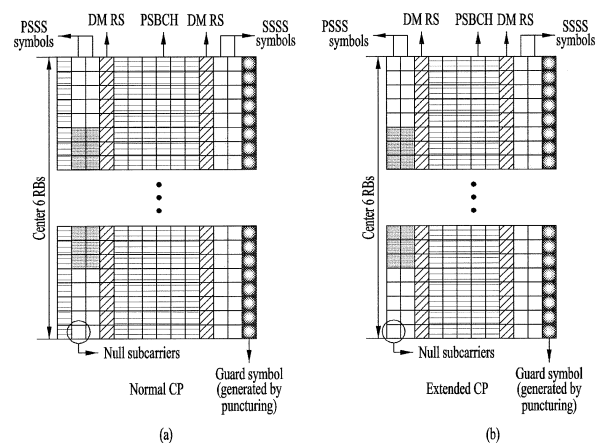 PSSS
symbols
DM RS
PSBCH
DM RS
SSSS
symbols
Center 6 RBs
Null subcarriers
Normal CP
Guard symbol
(generated by
puncturing)
(a)
PSSS
symbols
DM RS
PSBCH
DM RS
SSSS
symbols
Center 6 RBs
Null subcarriers
Extended CP
Guard symbol
(generated by
puncturing)
(b)